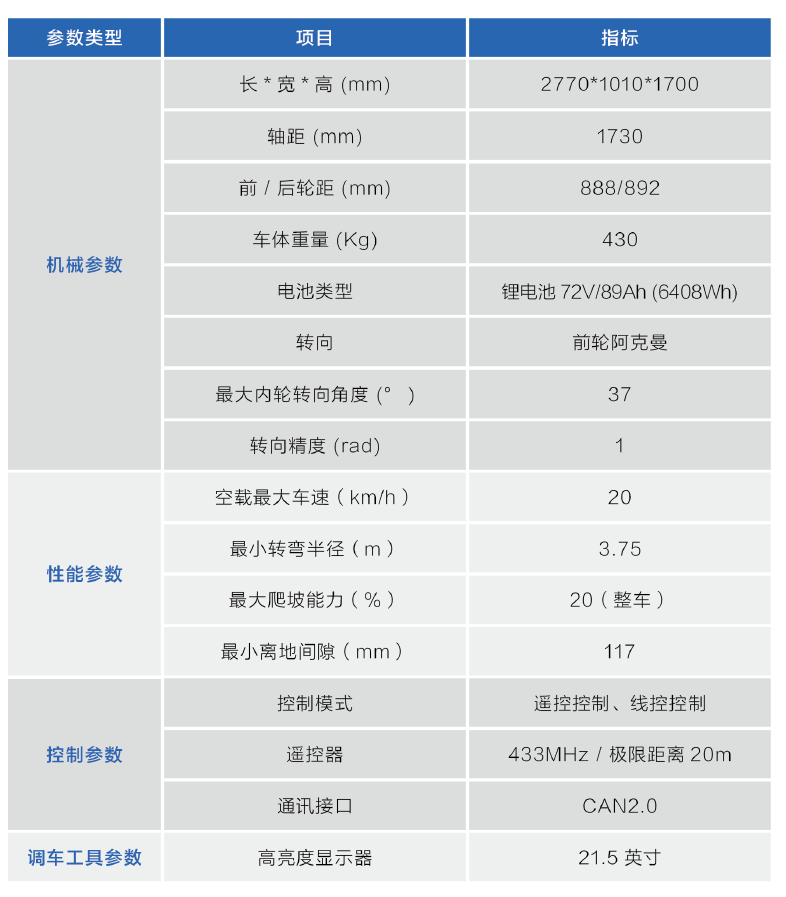 参数类型 项目 指标
长 * 宽 * 高 (mm) 2770*1010*1700
轴距 (mm) 1730
前 / 后轮距 (mm) 888/892
车体重量 (Kg) 430
机械参数
电池类型 锂电池 72V/89Ah (6408Wh)
转向 前轮阿克曼
最大内轮转向角度 (° ) 37
转向精度 (rad) 1
空载最大车速（km/h） 20
最小转弯半径（m） 3.75
性能参数
最大爬坡能力（%） 20（整车）
最小离地间隙（mm） 117
控制模式 遥控控制、线控控制
控制参数 遥控器 433MHz / 极限距离 20m
通讯接口 CAN2.0
调车工具参数 高亮度显示器 21.5 英寸